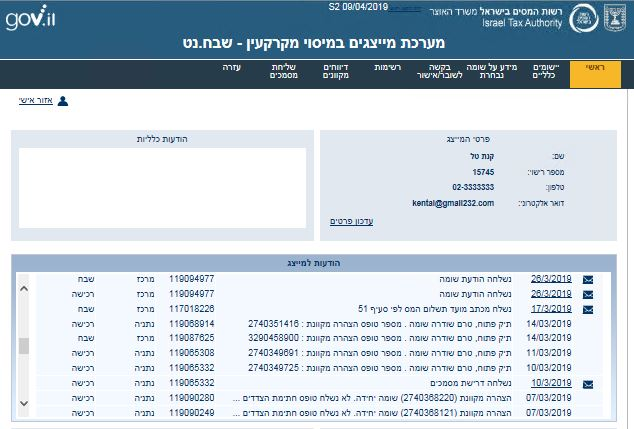 gov.il
S2 09/04/2019
רשות המסים בישראל משרד האוצר
Israel Tax Authority
מערכת מייצגים במיסוי מקרקעין - שבח.נט
ראשי
יישומים כלליים
מידע על שומה נבחרת
בקשה לשובר/אישור
רשימות
דיווחים מקוונים
שליחת מסמכים
עזרה
אזור אישי
פרטי המייצג
שם: קנת טל
מספר רישוי: 15745
טלפון: 02-3333333
דואר אלקטרוני: kental@gmail232.com
עדכון פרטים
הודעות כלליות
הודעות למייצג
26/3/2019 נשלחה הודעת שומה 119094977 מרכז שבח
26/3/2019 נשלחה הודעת שומה 119094977 מרכז רכישה
17/3/2019 נשלח מכתב מועד תשלום המס לפי סעיף 51 117018226 מרכז רכישה
14/03/2019 תיק פתוח, טרם שודרה שומה . מספר טופס הצהרה מקוונת : 2740351416 119068914 נתניה רכישה
14/03/2019 תיק פתוח, טרם שודרה שומה . מספר טופס הצהרה מקוונת : 3290458900 119087625 מרכז שבח
11/03/2019 תיק פתוח, טרם שודרה שומה . מספר טופס הצהרה מקוונת : 2740349691 119065308 נתניה רכישה
10/03/2019 תיק פתוח, טרם שודרה שומה . מספר טופס הצהרה מקוונת : 2740349725 119065332 נתניה רכישה
10/3/2019 נשלחה דרישת מסמכים 119065332 נתניה רכישה
07/03/2019 הצהרה מקוונת (2740368220) שומה יחידה. לא נשלח טופס חתימת הצדדים ... 119090280 נתניה רכישה
07/03/2019 הצהרה מקוונת (2740368121) שומה יחידה. לא נשלח טופס חתימת הצדדים ... 119090249 נתניה רכישה